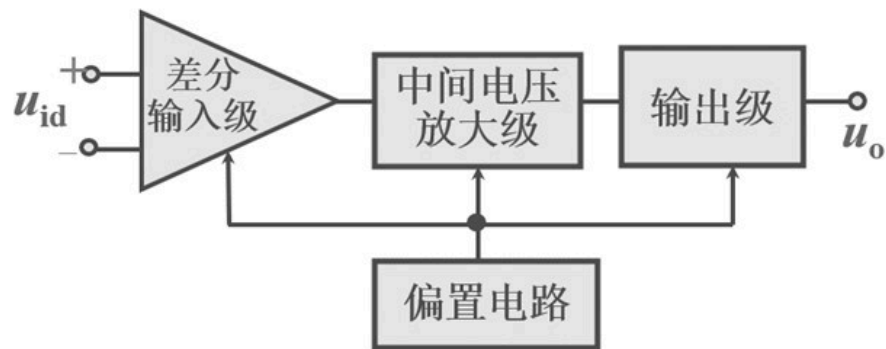 +
u_id
−
差分
输入级
中间电压
放大级
输出级
u_o
偏置电路